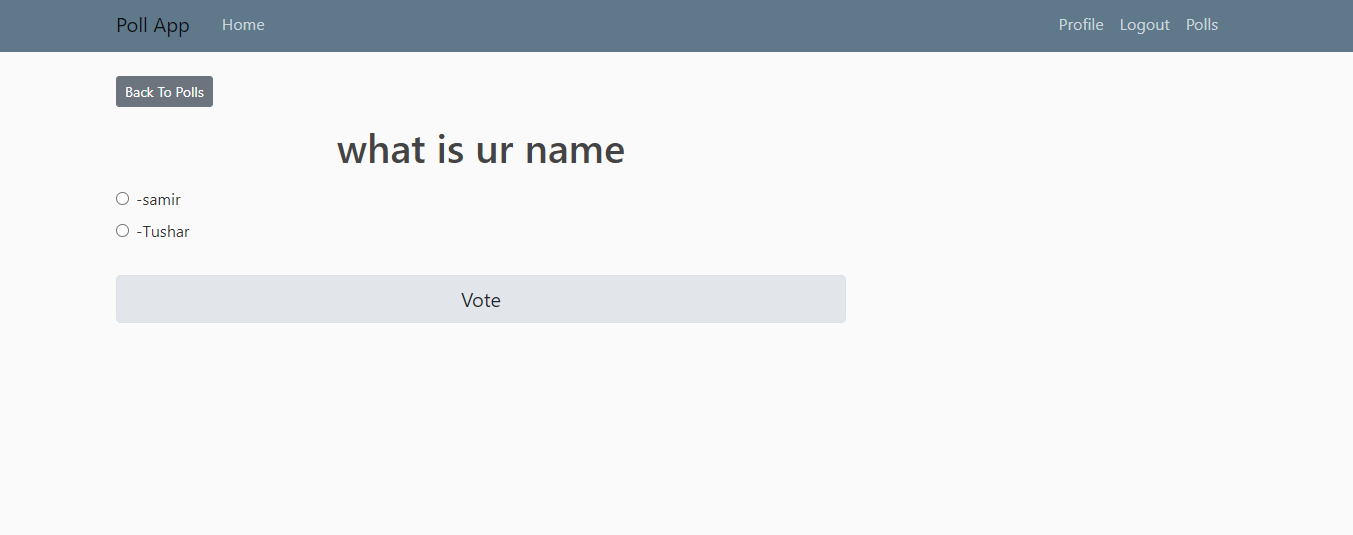 Poll App Home Profile Logout Polls
Back To Polls
what is ur name
-samir
-Tushar
Vote